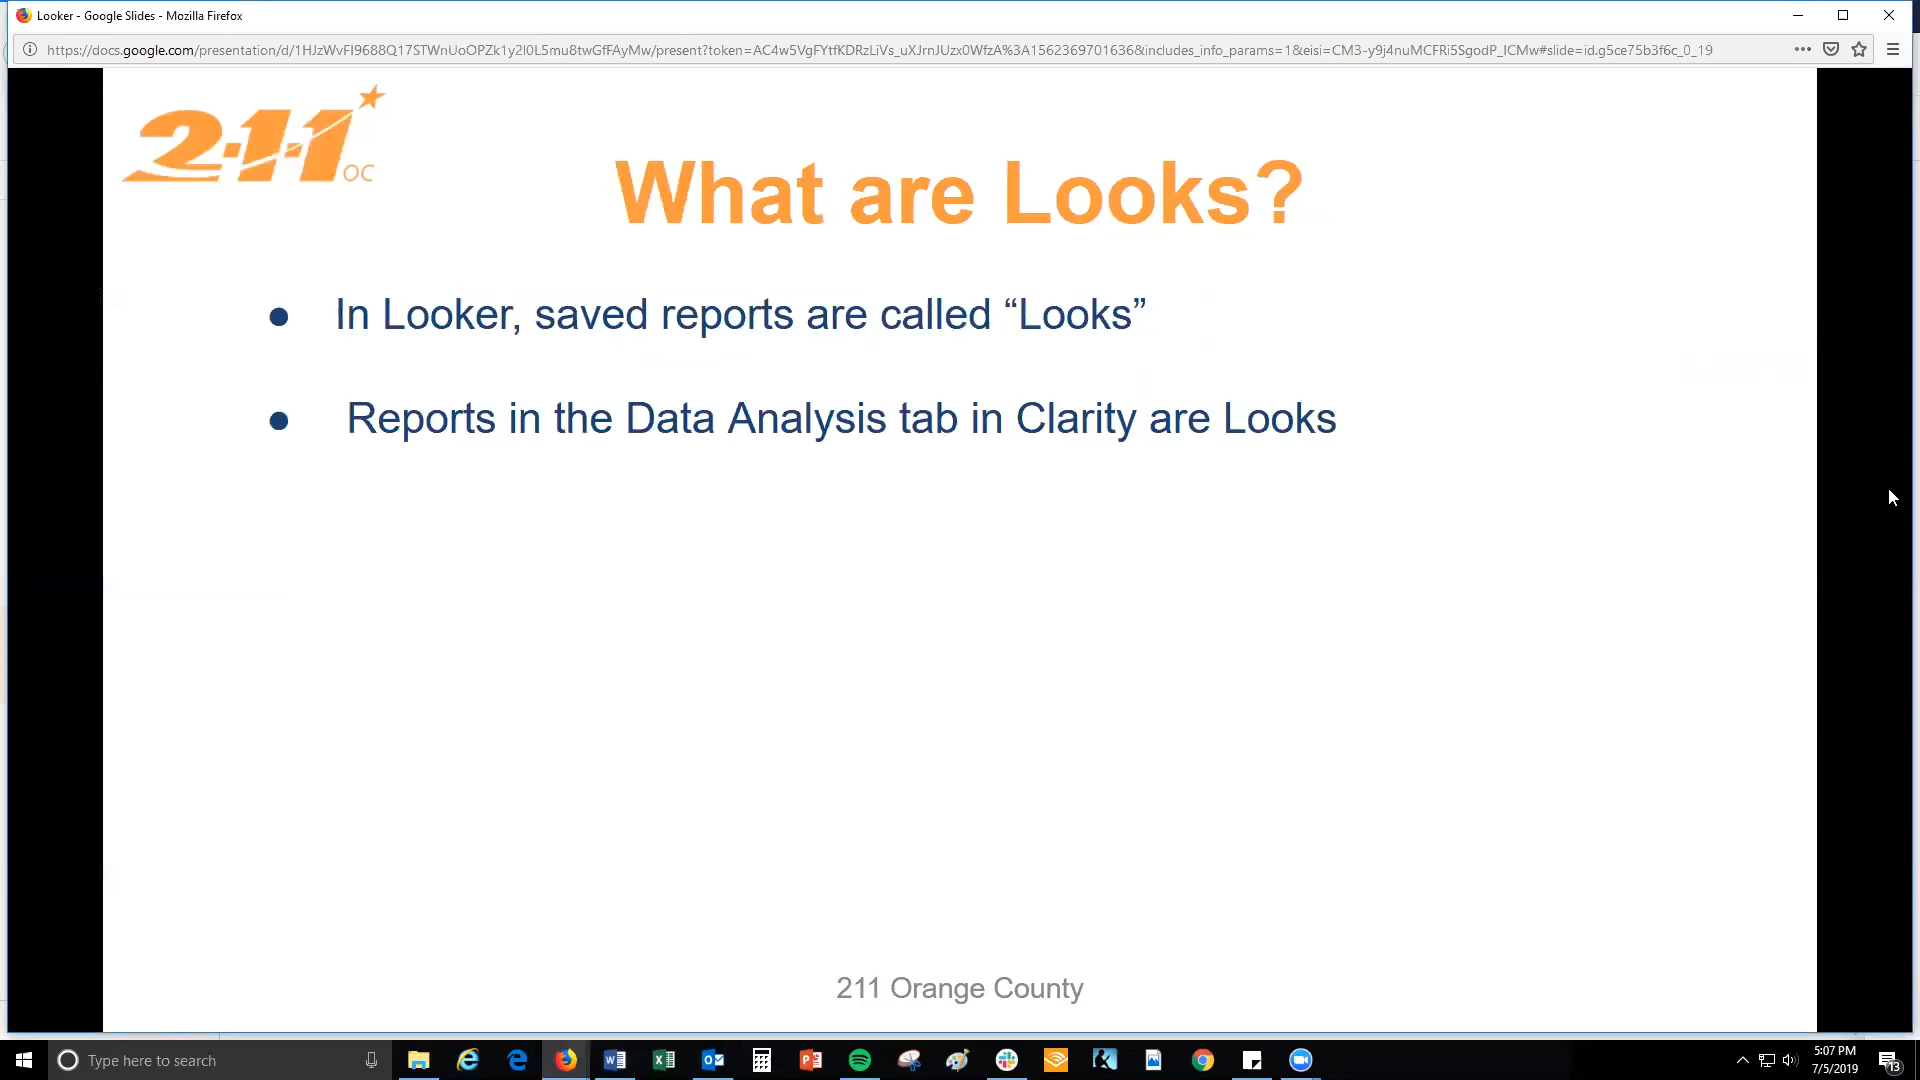 Looker - Google Slides - Mozilla Firefox
https://docs.google.com/presentation/d/1HJzWvFI9688Q17STWnUoOPZk1y2I0L5mu8twGfFAyMw/present?token=AC4w5VgFYtfKDRzLiVs_uXJrnJUzx0WfzA%3A1562369701636&includes_info_params=1&eisi=CM3-y9j4nuMCFRi5SgodP_ICMw#slide=id.g5ce75b3f6c_0_19
2-1-1
OC
What are Looks?
● In Looker, saved reports are called “Looks”
● Reports in the Data Analysis tab in Clarity are Looks
211 Orange County
Type here to search
5:07 PM
7/5/2019
13